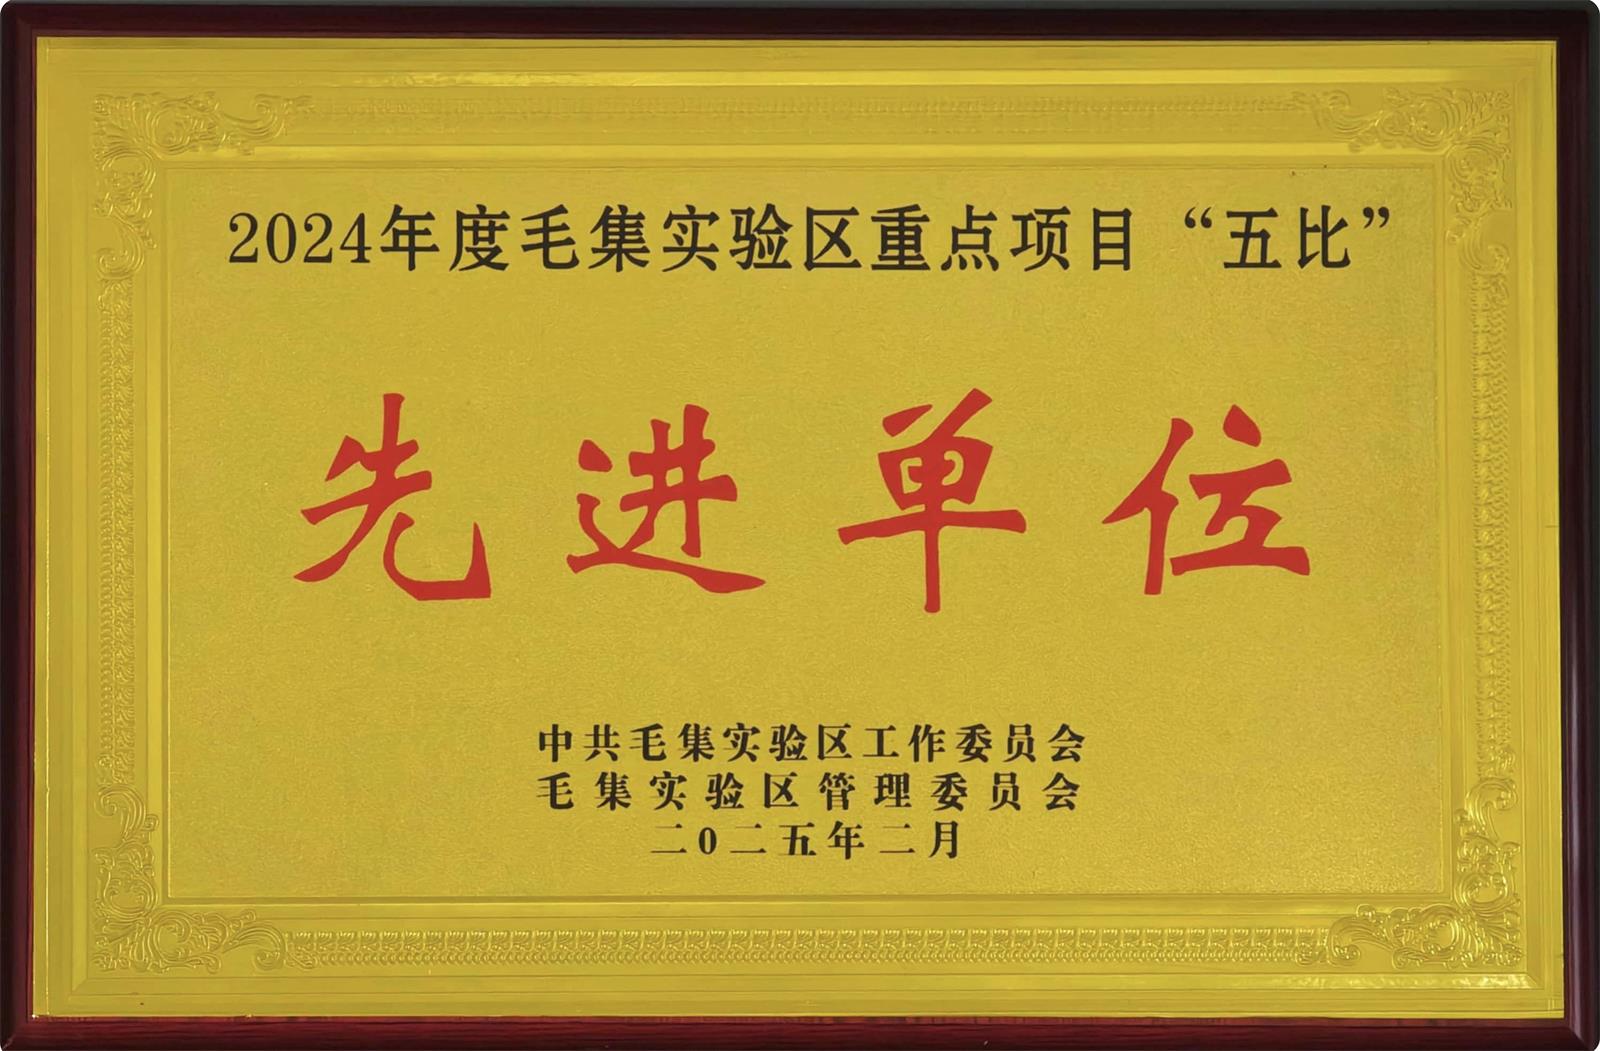 2024年度毛集实验区重点项目“五比”
先进单位
中共毛集实验区工作委员会
毛集实验区管理委员会
二0二五年二月